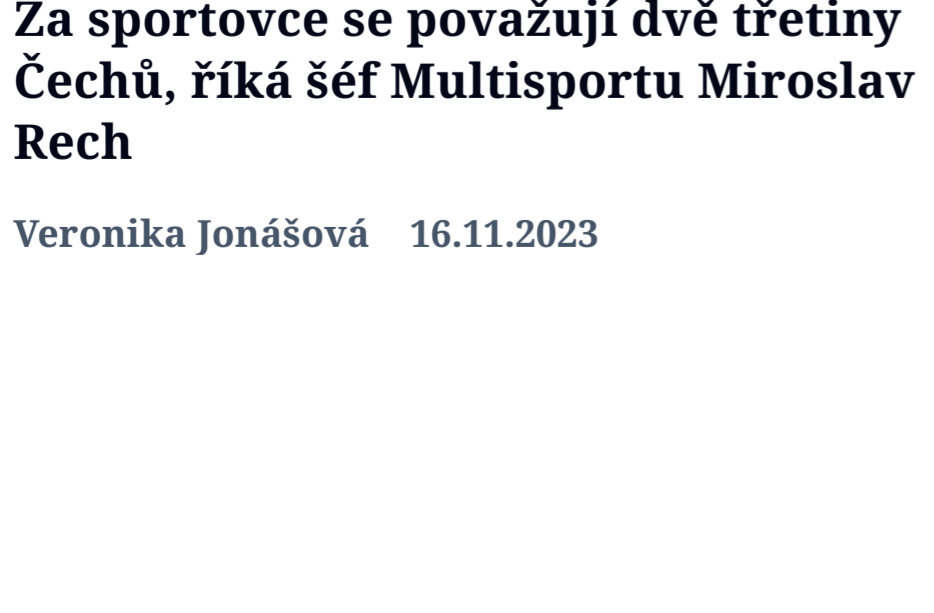 Za sportovce se považují dvě třetiny
Čechů, říká šéf Multisportu Miroslav
Rech
Veronika Jonášová 16.11.2023